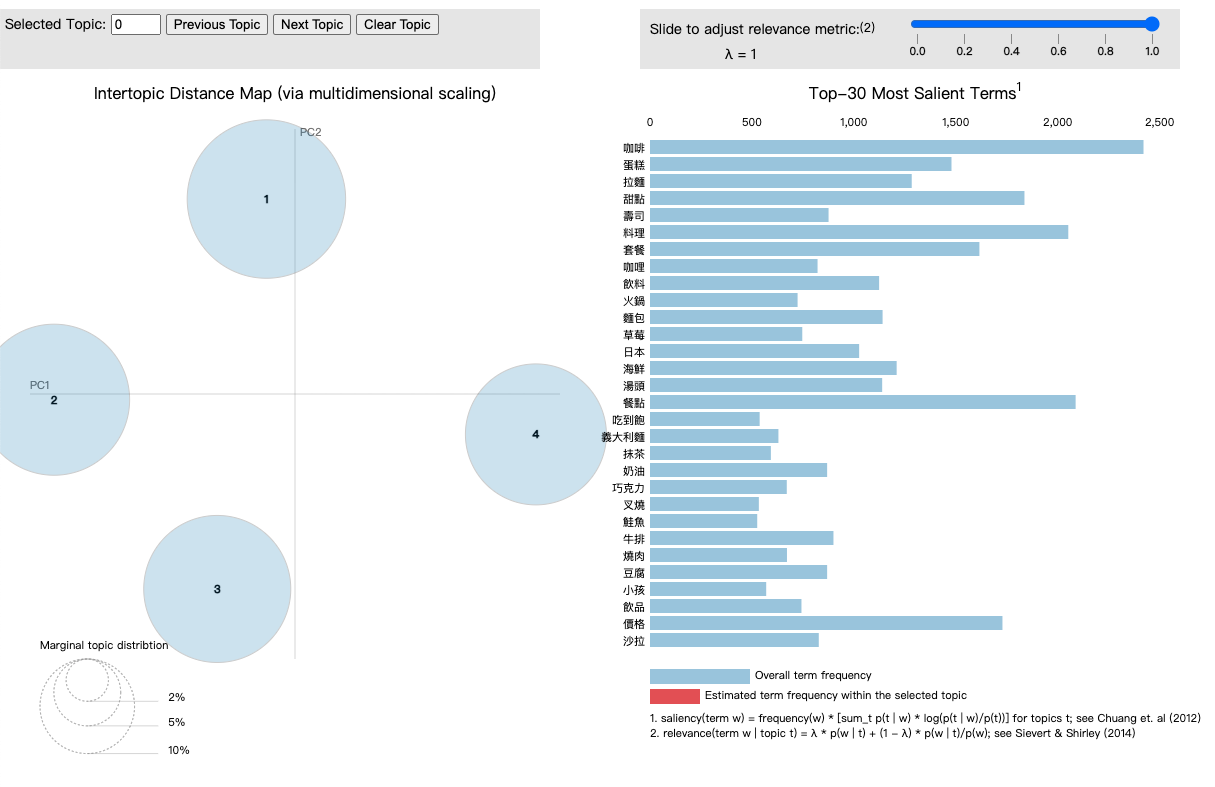 Selected Topic: 0 Previous Topic Next Topic Clear Topic
Slide to adjust relevance metric:(2)
λ = 1
0.0 0.2 0.4 0.6 0.8 1.0
Intertopic Distance Map (via multidimensional scaling)
PC2
1
PC1
2
4
3
Marginal topic distribtion
2%
5%
10%
Top-30 Most Salient Terms1
0 500 1,000 1,500 2,000 2,500
咖啡
蛋糕
拉麵
甜點
壽司
料理
套餐
咖哩
飲料
火鍋
麵包
草莓
日本
海鮮
湯頭
餐點
吃到飽
義大利麵
抹茶
奶油
巧克力
叉燒
鮭魚
牛排
燒肉
豆腐
小孩
飲品
價格
沙拉
Overall term frequency
Estimated term frequency within the selected topic
1. saliency(term w) = frequency(w) * [sum_t p(t | w) * log(p(t | w)/p(t))] for topics t; see Chuang et. al (2012)
2. relevance(term w | topic t) = λ * p(w | t) + (1 − λ) * p(w | t)/p(w); see Sievert & Shirley (2014)